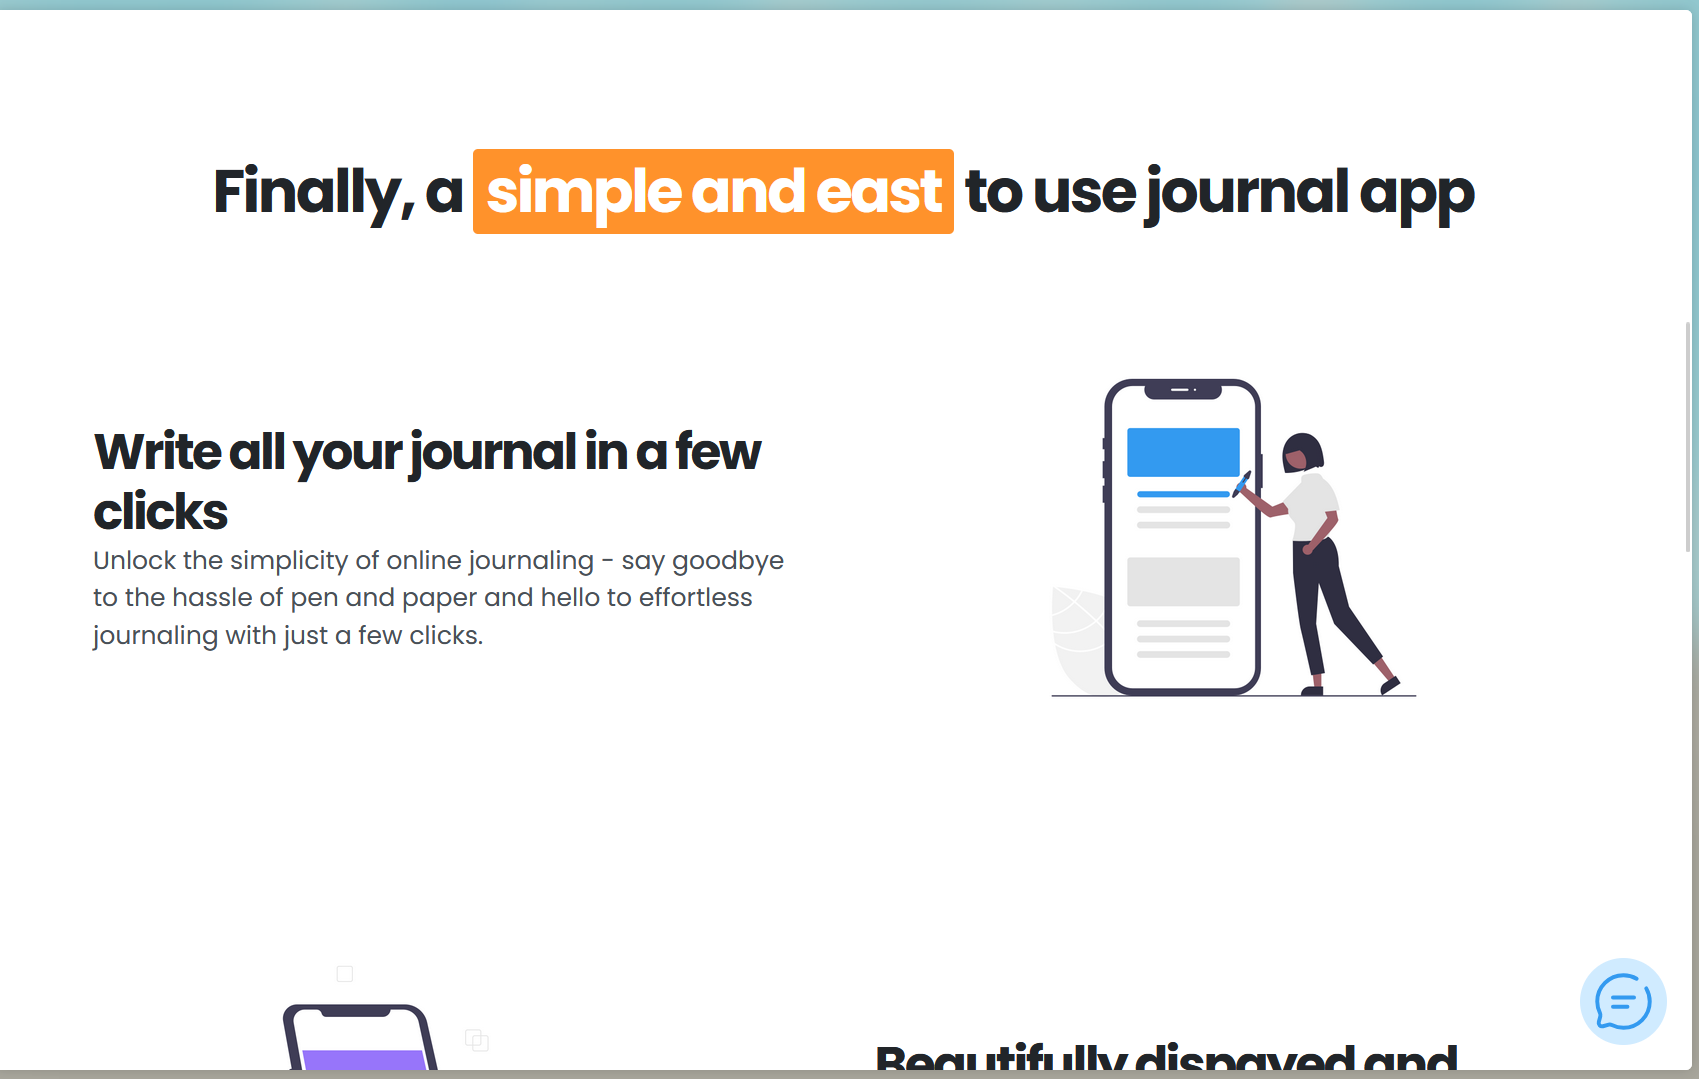 Finally, a simple and east to use journal app
Write all your journal in a few
clicks
Unlock the simplicity of online journaling - say goodbye
to the hassle of pen and paper and hello to effortless
journaling with just a few clicks.
Beautifully dispayed and